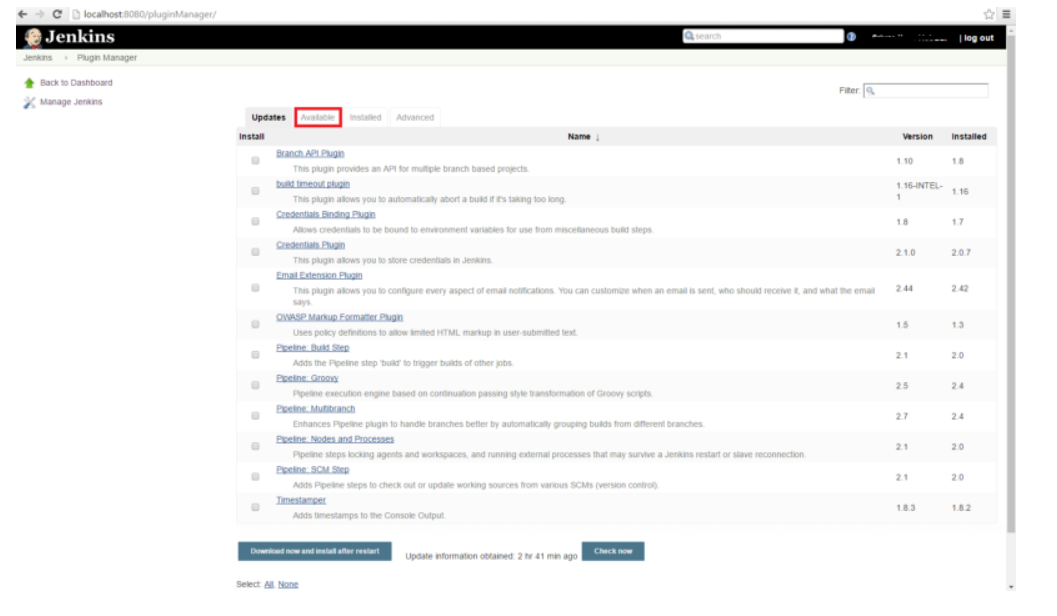 localhost:8080/pluginManager/
Jenkins
search
| log out
Jenkins
Plugin Manager
Back to Dashboard
Manage Jenkins
Filter:
Updates Available Installed Advanced
Install Name ↓ Version Installed
Branch API Plugin
This plugin provides an API for multiple branch based projects.
1.10 1.8
build timeout plugin
This plugin allows you to automatically abort a build if it's taking too long.
1.16-INTEL-
1
1.16
Credentials Binding Plugin
Allows credentials to be bound to environment variables for use from miscellaneous build steps.
1.8 1.7
Credentials Plugin
This plugin allows you to store credentials in Jenkins.
2.1.0 2.0.7
Email Extension Plugin
This plugin allows you to configure every aspect of email notifications. You can customize when an email is sent, who should receive it, and what the email
says.
2.44 2.42
OWASP Markup Formatter Plugin
Uses policy definitions to allow limited HTML markup in user-submitted text.
1.5 1.3
Pipeline: Build Step
Adds the Pipeline step 'build' to trigger builds of other jobs.
2.1 2.0
Pipeline: Groovy
Pipeline execution engine based on continuation passing style transformation of Groovy scripts.
2.5 2.4
Pipeline: Multibranch
Enhances Pipeline plugin to handle branches better by automatically grouping builds from different branches.
2.7 2.4
Pipeline: Nodes and Processes
Pipeline steps locking agents and workspaces, and running external processes that may survive a Jenkins restart or slave reconnection.
2.1 2.0
Pipeline: SCM Step
Adds Pipeline steps to check out or update working sources from various SCMs (version control).
2.1 2.0
Timestamper
Adds timestamps to the Console Output.
1.8.3 1.8.2
Download now and install after restart
Update information obtained: 2 hr 41 min ago
Check now
Select: All, None